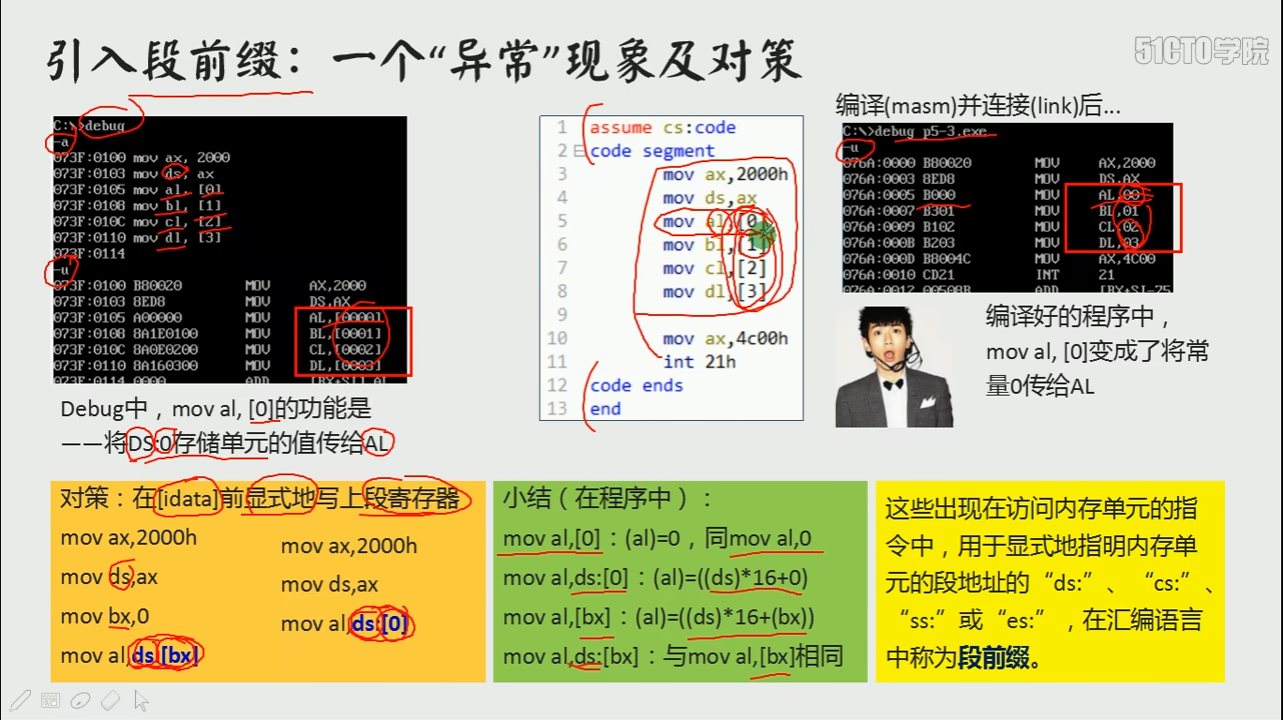 引入段前缀：一个“异常”现象及对策
51CTO学院
C:\>debug
-a
073F:0100 mov ax, 2000
073F:0103 mov ds, ax
073F:0105 mov al, [0]
073F:0108 mov bl, [1]
073F:010C mov cl, [2]
073F:0110 mov dl, [3]
073F:0114
-u
073F:0100 B80020 MOV AX,2000
073F:0103 8ED8 MOV DS,AX
073F:0105 A00000 MOV AL,[0000]
073F:0108 8A1E0100 MOV BL,[0001]
073F:010C 8A0E0200 MOV CL,[0002]
073F:0110 8A160300 MOV DL,[0003]
073F:0114 0000 ADD [BX+SI],AL
Debug中，mov al, [0]的功能是
——将DS:0存储单元的值传给AL
1 assume cs:code
2 code segment
3 mov ax,2000h
4 mov ds,ax
5 mov al,[0]
6 mov bl,[1]
7 mov cl,[2]
8 mov dl,[3]
9
10 mov ax,4c00h
11 int 21h
12 code ends
13 end
编译(masm)并连接(link)后...
C:\>debug p5-3.exe
-u
076A:0000 B80020 MOV AX,2000
076A:0003 8ED8 MOV DS,AX
076A:0005 B000 MOV AL,00
076A:0007 B301 MOV BL,01
076A:0009 B102 MOV CL,02
076A:000B B203 MOV DL,03
076A:000D B8004C MOV AX,4C00
076A:0010 CD21 INT 21
076A:0012 00508B ADD [BX+SI-75
编译好的程序中，
mov al, [0]变成了将常
量0传给AL
对策：在[idata]前显式地写上段寄存器
mov ax,2000h
mov ds,ax
mov bx,0
mov al,ds:[bx]
mov ax,2000h
mov ds,ax
mov al,ds:[0]
小结（在程序中）：
mov al,[0]：(al)=0，同mov al,0
mov al,ds:[0]：(al)=((ds)*16+0)
mov al,[bx]：(al)=((ds)*16+(bx))
mov al,ds:[bx]：与mov al,[bx]相同
这些出现在访问内存单元的指
令中，用于显式地指明内存单
元的段地址的“ds:”、“cs:”、
“ss:”或“es:”，在汇编语言
中称为段前缀。